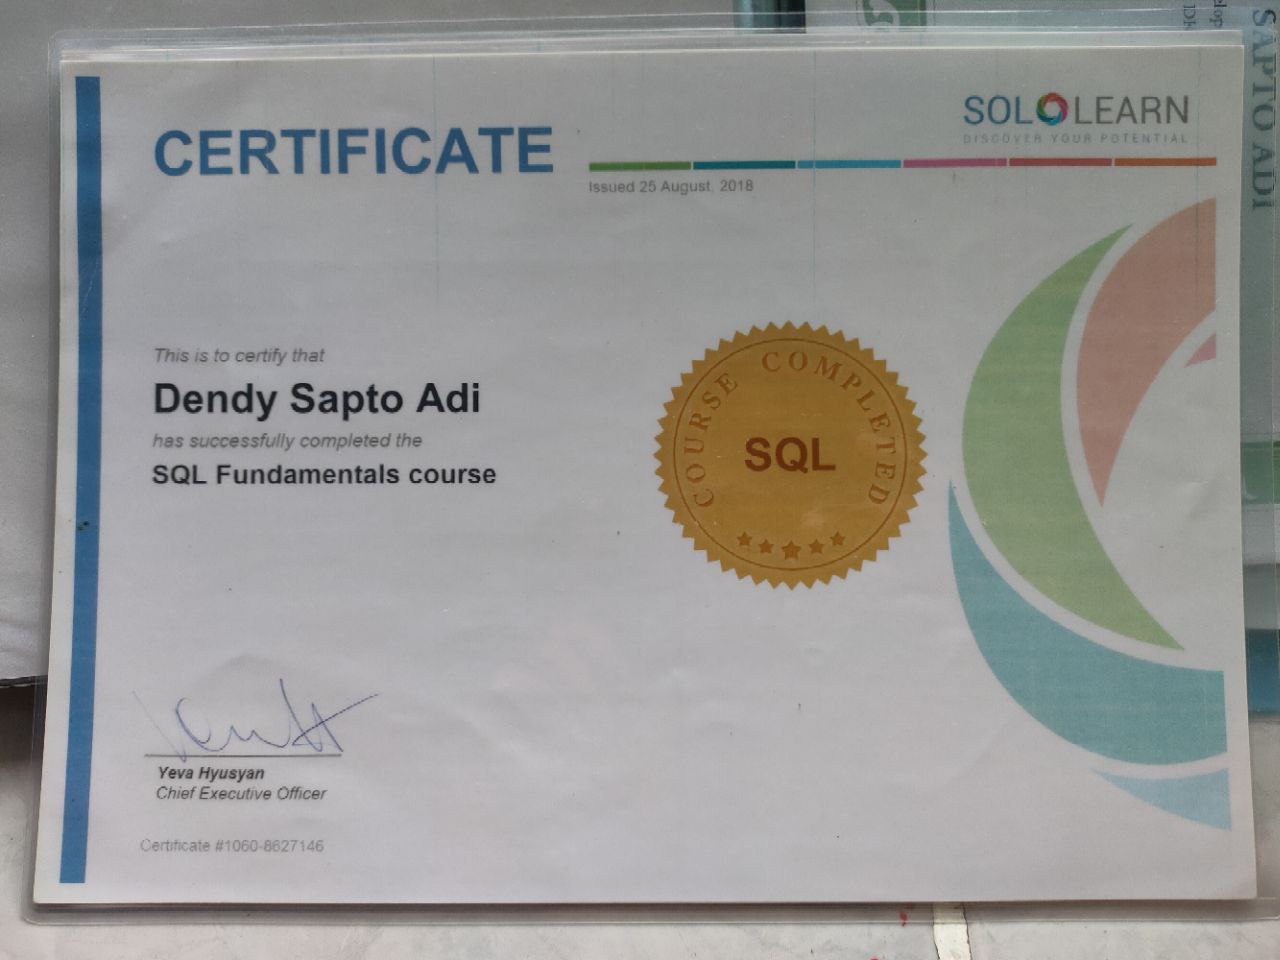 CERTIFICATE
SOLOLEARN
DISCOVER YOUR POTENTIAL
Issued 25 August, 2018
This is to certify that
Dendy Sapto Adi
has successfully completed the
SQL Fundamentals course
COURSE COMPLETED
SQL
Yeva Hyusyan
Chief Executive Officer
Certificate #1060-8627146
SAPTO ADI